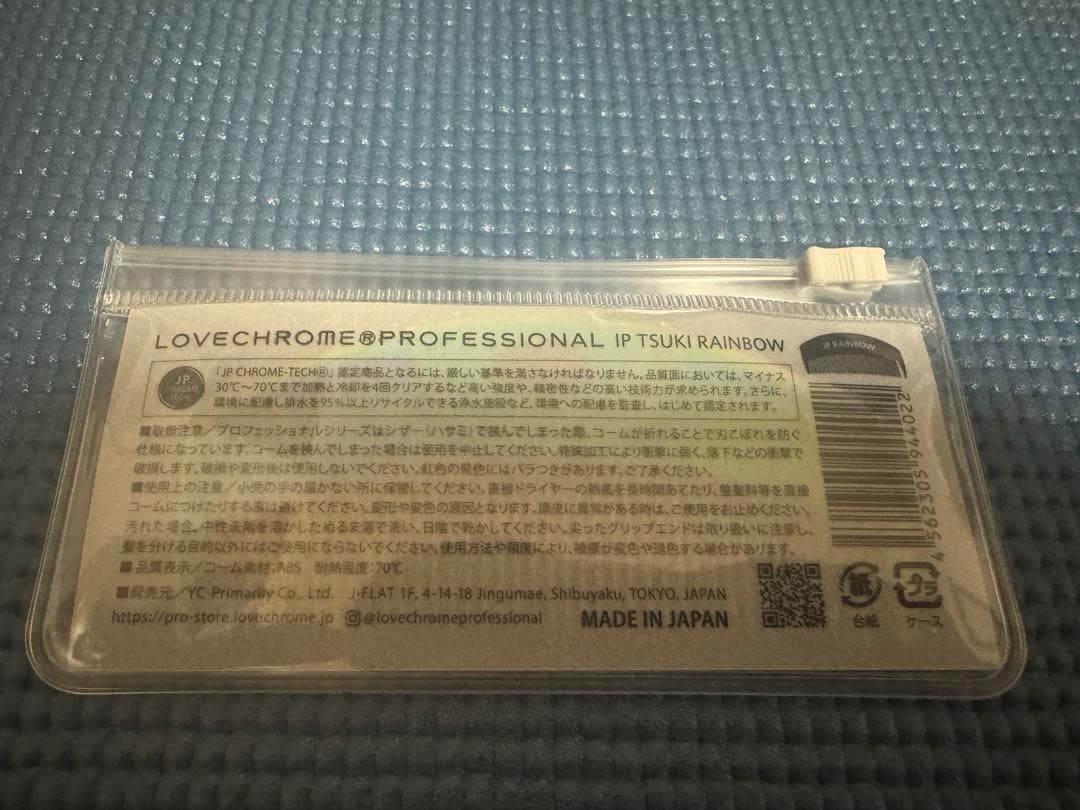 LOVECHROME®PROFESSIONAL IP TSUKI RAINBOW
IP RAINBOW
JP CHROME TECH
「JP CHROME-TECH®」認定商品となるには、厳しい基準を満さなければなりません。品質面においては、マイナス
30℃〜70℃まで加熱と冷却を4回クリアするなど高い強度や、精密性などの高い技術力が求められます。さらに、
環境に配慮し排水を95%以上リサイクルできる浄水施設など、環境への配慮を監査し、はじめて認定されます。
■取扱注意／プロフェッショナルシリーズはシザー（ハサミ）で挟んでしまった際、コームが折れることで刃こぼれを防ぐ
仕様になっています。コームを挟んでしまった場合は使用を中止してください。特殊加工により衝撃に弱く、落下などの衝撃で
破損します。破損や変形後は使用しないでください。虹色の発色にはバラつきがあります。ご了承ください。
■使用上の注意／小児の手の届かない所に保管してください。直接ドライヤーの熱風を長時間あてたり、整髪料等を直接
コームにつけたりする事は避けてください。変形や変色の原因となります。頭皮に異常がある時は、ご使用をお止めください。
汚れた場合、中性洗剤を溶かしたぬるま湯で洗い、日陰で乾かしてください。尖ったグリップエンドは取り扱いに注意し、
髪を分ける目的以外にはご使用にならないでください。使用方法や頻度により、被膜が変色や退色する場合があります。
■品質表示／コーム素材:ABS 耐熱温度:70℃
■発売元／YC-Primarily Co., Ltd. J-FLAT 1F, 4-14-18 Jingumae, Shibuyaku, TOKYO, JAPAN
https://pro-store.lovechrome.jp @lovechromeprofessional MADE IN JAPAN
4 562305 944022
紙
台紙
プラ
ケース